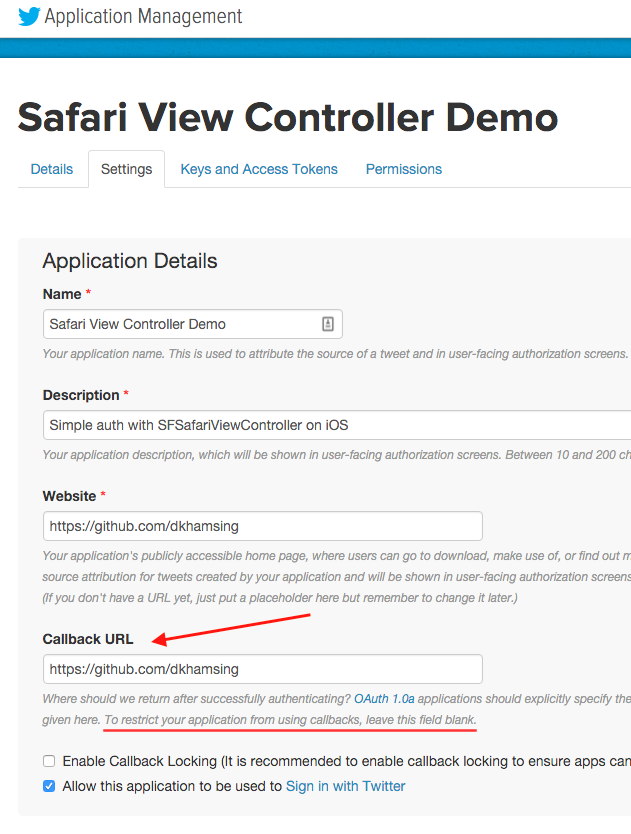 Application Management
Safari View Controller Demo
Details Settings Keys and Access Tokens Permissions
Application Details
Name *
Safari View Controller Demo
Your application name. This is used to attribute the source of a tweet and in user-facing authorization screens.
Description *
Simple auth with SFSafariViewController on iOS
Your application description, which will be shown in user-facing authorization screens. Between 10 and 200 ch
Website *
https://github.com/dkhamsing
Your application's publicly accessible home page, where users can go to download, make use of, or find out m
source attribution for tweets created by your application and will be shown in user-facing authorization screens
(If you don't have a URL yet, just put a placeholder here but remember to change it later.)
Callback URL
https://github.com/dkhamsing
Where should we return after successfully authenticating? OAuth 1.0a applications should explicitly specify the
given here. To restrict your application from using callbacks, leave this field blank.
Enable Callback Locking (It is recommended to enable callback locking to ensure apps can
Allow this application to be used to Sign in with Twitter